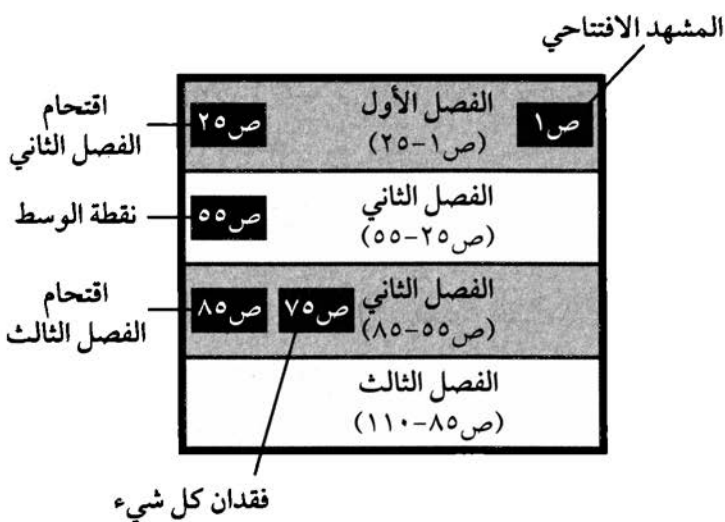 المشهد الافتتاحي
ص١
الفصل الأول
(ص١-٢٥)
ص٢٥
اقتحام
الفصل الثاني
الفصل الثاني
(ص٢٥-٥٥)
ص٥٥
نقطة الوسط
الفصل الثاني
(ص٥٥-٨٥)
ص٧٥
ص٨٥
اقتحام
الفصل الثالث
الفصل الثالث
(ص٨٥-١١٠)
فقدان كل شيء